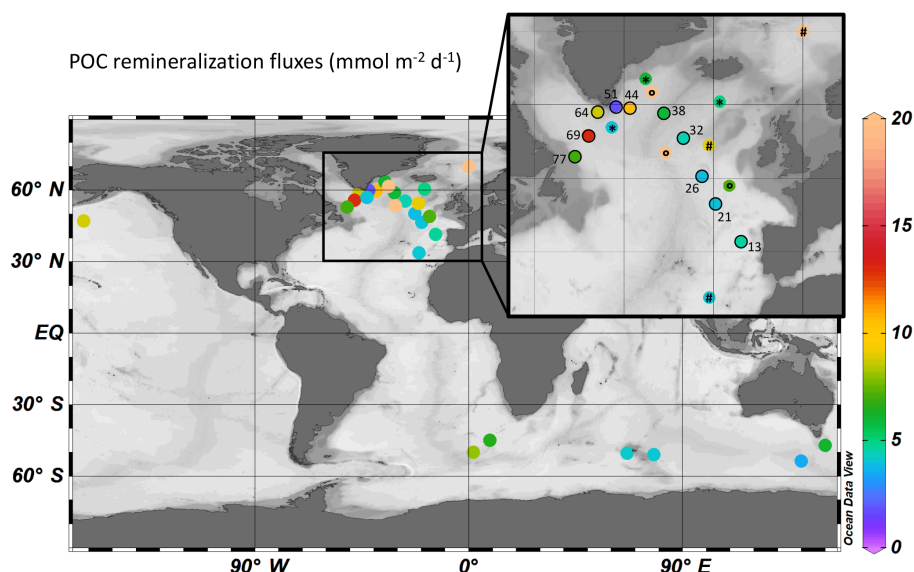 POC remineralization fluxes (mmol m⁻² d⁻¹)
#
*
51
44
*
64
38
32
69
*
#
77
26
21
13
#
60° N
30° N
EQ
30° S
60° S
90° W
0°
90° E
Ocean Data View
20
15
10
5
0